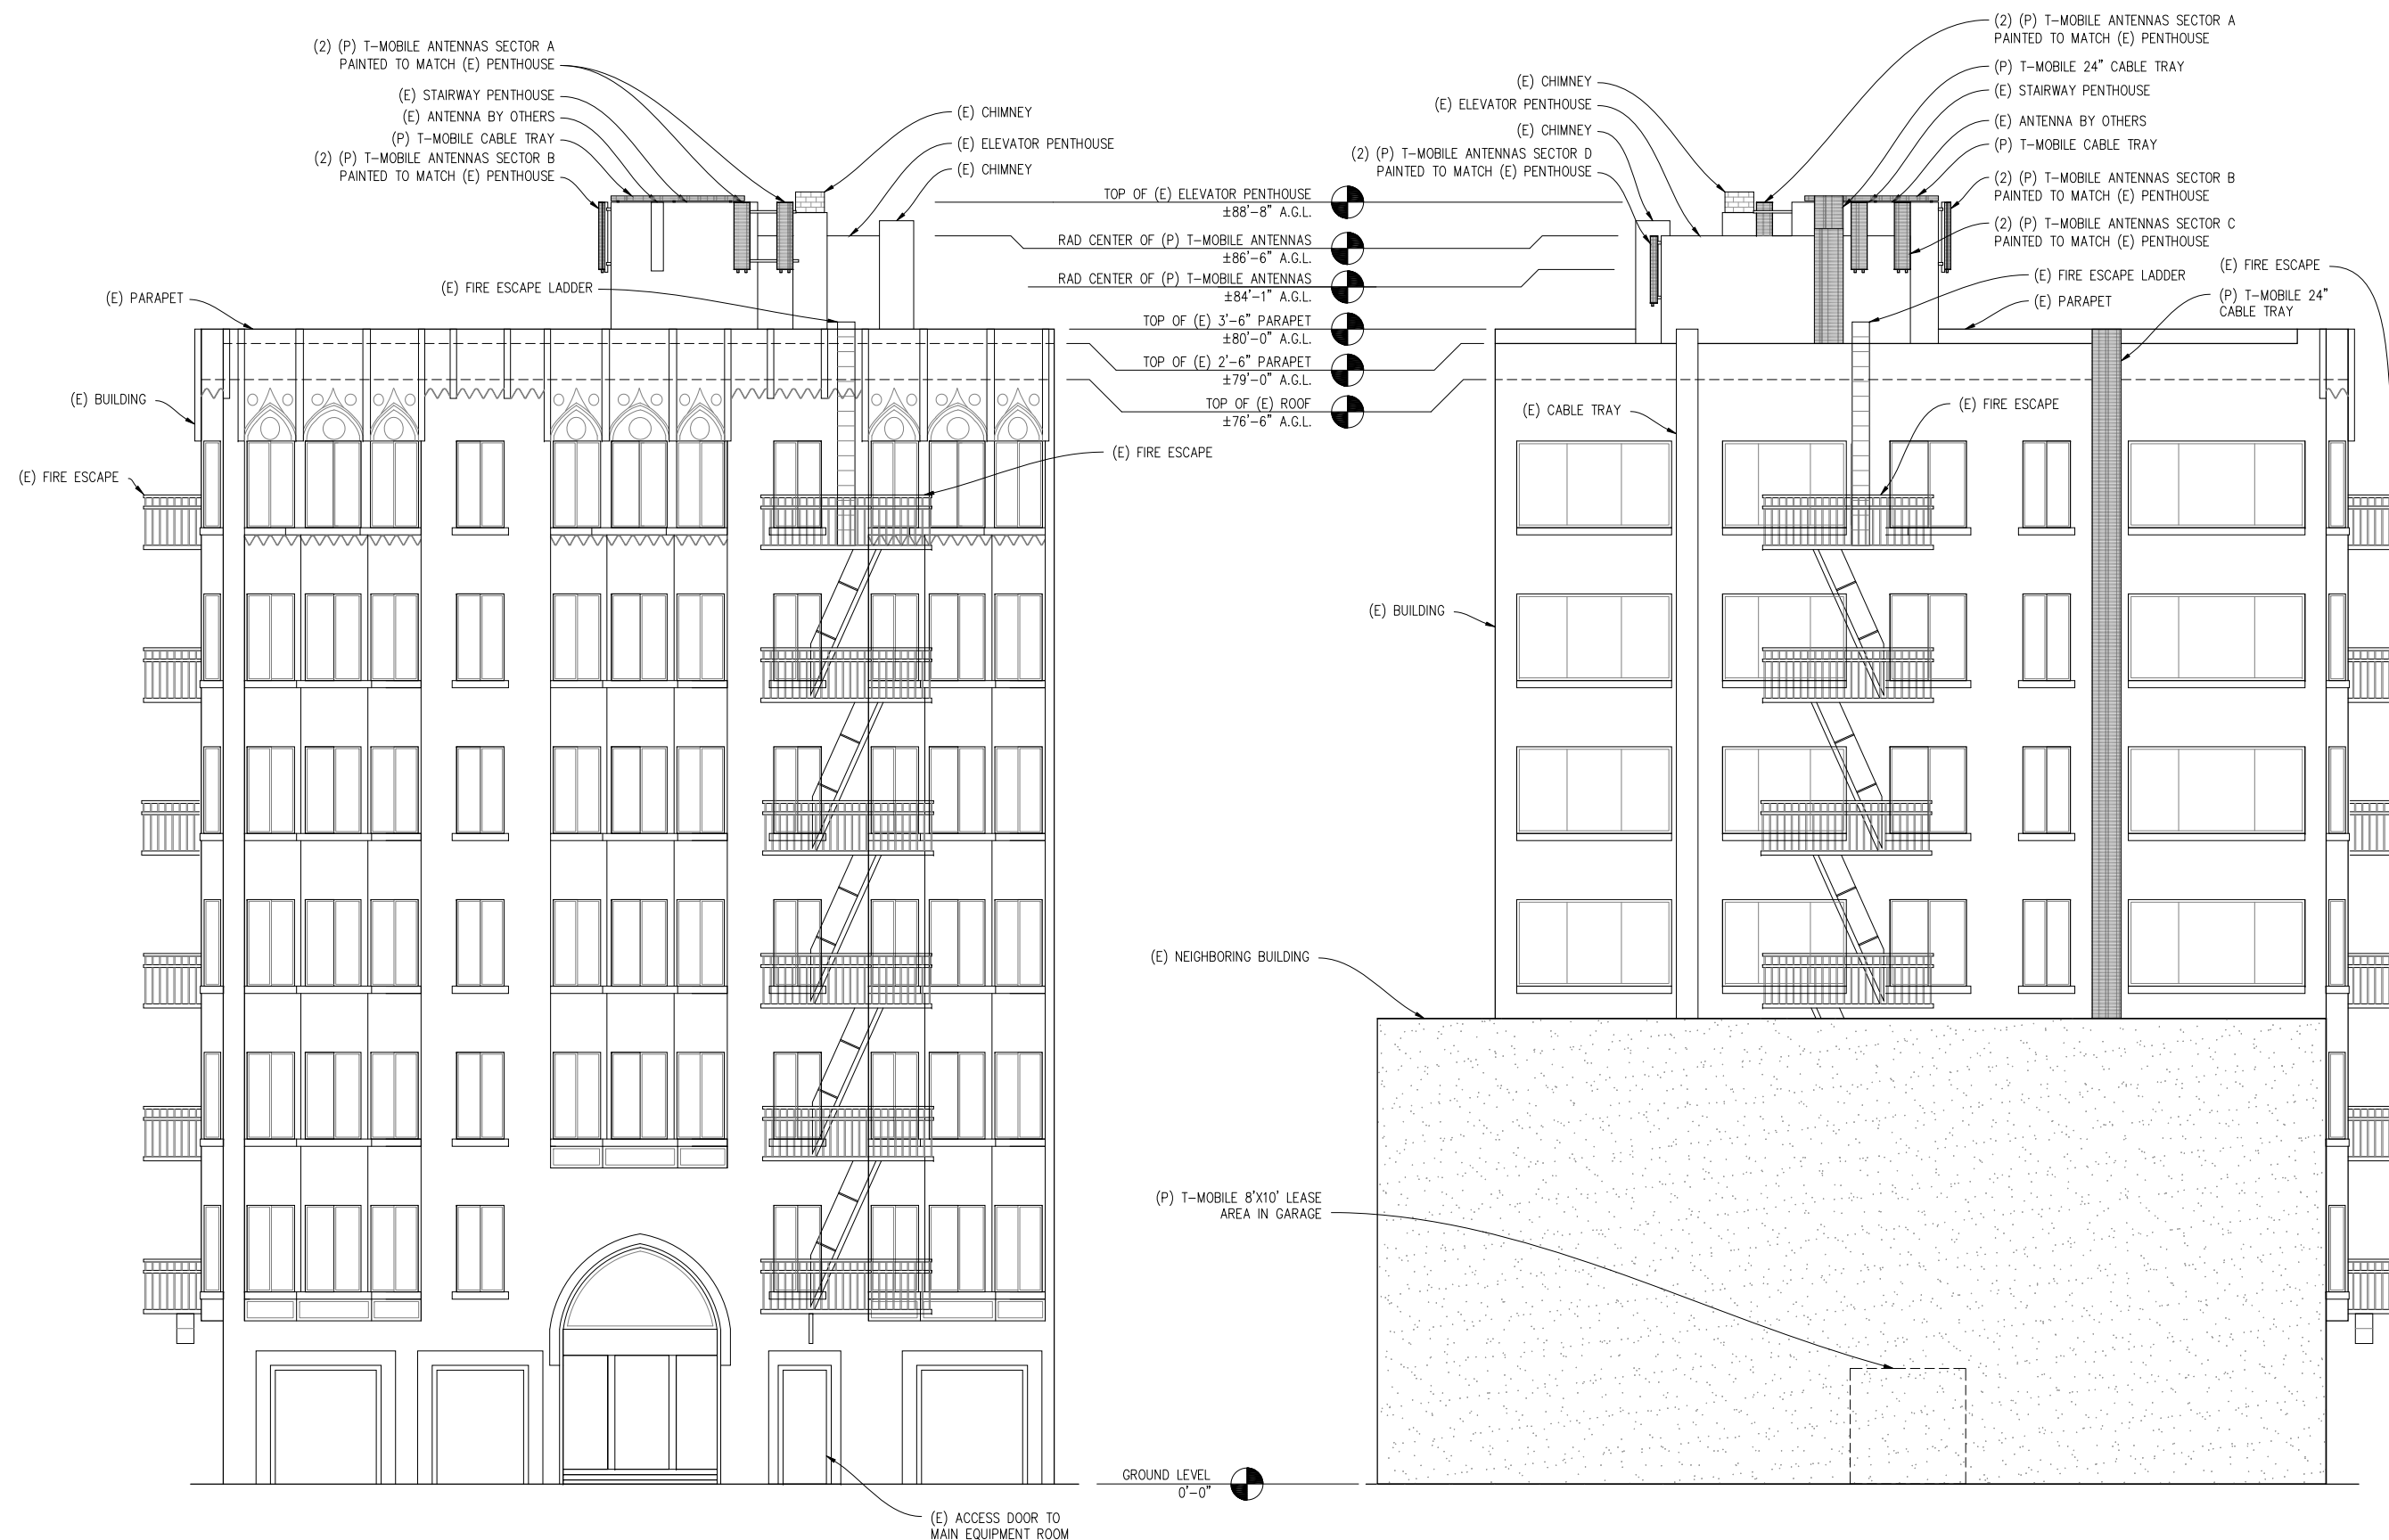 (2) (P) T-MOBILE ANTENNAS SECTOR A
PAINTED TO MATCH (E) PENTHOUSE
(E) STAIRWAY PENTHOUSE
(E) ANTENNA BY OTHERS
(P) T-MOBILE CABLE TRAY
(2) (P) T-MOBILE ANTENNAS SECTOR B
PAINTED TO MATCH (E) PENTHOUSE
(E) CHIMNEY
(E) ELEVATOR PENTHOUSE
(E) CHIMNEY
(E) FIRE ESCAPE LADDER
(E) PARAPET
(E) BUILDING
(E) FIRE ESCAPE
(E) FIRE ESCAPE
(E) ACCESS DOOR TO
MAIN EQUIPMENT ROOM
TOP OF (E) ELEVATOR PENTHOUSE
±88'-8" A.G.L.
RAD CENTER OF (P) T-MOBILE ANTENNAS
±86'-6" A.G.L.
RAD CENTER OF (P) T-MOBILE ANTENNAS
±84'-1" A.G.L.
TOP OF (E) 3'-6" PARAPET
±80'-0" A.G.L.
TOP OF (E) 2'-6" PARAPET
±79'-0" A.G.L.
TOP OF (E) ROOF
±76'-6" A.G.L.
GROUND LEVEL
0'-0"
(E) CHIMNEY
(E) ELEVATOR PENTHOUSE
(E) CHIMNEY
(2) (P) T-MOBILE ANTENNAS SECTOR D
PAINTED TO MATCH (E) PENTHOUSE
(2) (P) T-MOBILE ANTENNAS SECTOR A
PAINTED TO MATCH (E) PENTHOUSE
(P) T-MOBILE 24" CABLE TRAY
(E) STAIRWAY PENTHOUSE
(E) ANTENNA BY OTHERS
(P) T-MOBILE CABLE TRAY
(2) (P) T-MOBILE ANTENNAS SECTOR B
PAINTED TO MATCH (E) PENTHOUSE
(2) (P) T-MOBILE ANTENNAS SECTOR C
PAINTED TO MATCH (E) PENTHOUSE
(E) FIRE ESCAPE LADDER
(E) PARAPET
(E) FIRE ESCAPE
(P) T-MOBILE 24"
CABLE TRAY
(E) CABLE TRAY
(E) FIRE ESCAPE
(E) BUILDING
(E) NEIGHBORING BUILDING
(P) T-MOBILE 8'X10' LEASE
AREA IN GARAGE